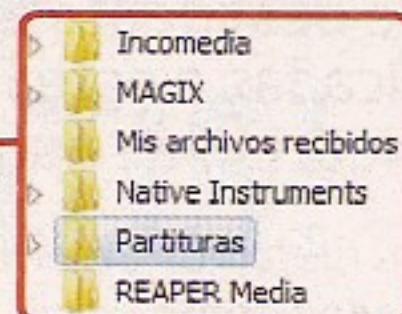 Incomedia
MAGIX
Mis archivos recibidos
Native Instruments
Partituras
REAPER Media